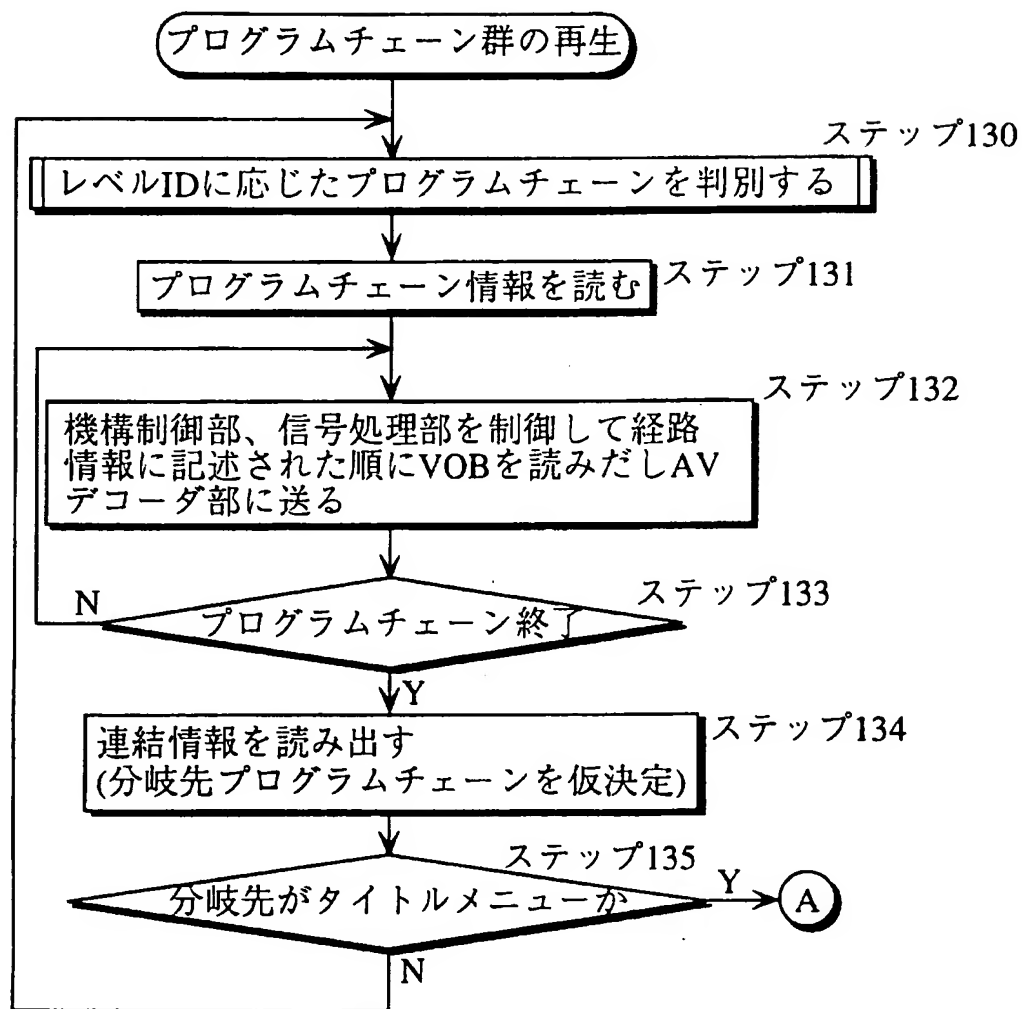 プログラムチェーン群の再生
ステップ130
レベルIDに応じたプログラムチェーンを判別する
プログラムチェーン情報を読む
ステップ131
ステップ132
機構制御部、信号処理部を制御して経路
情報に記述された順にVOBを読みだしAV
デコーダ部に送る
ステップ133
N
プログラムチェーン終了
Y
ステップ134
連結情報を読み出す
(分岐先プログラムチェーンを仮決定)
ステップ135
分岐先がタイトルメニューか
Y
A
N